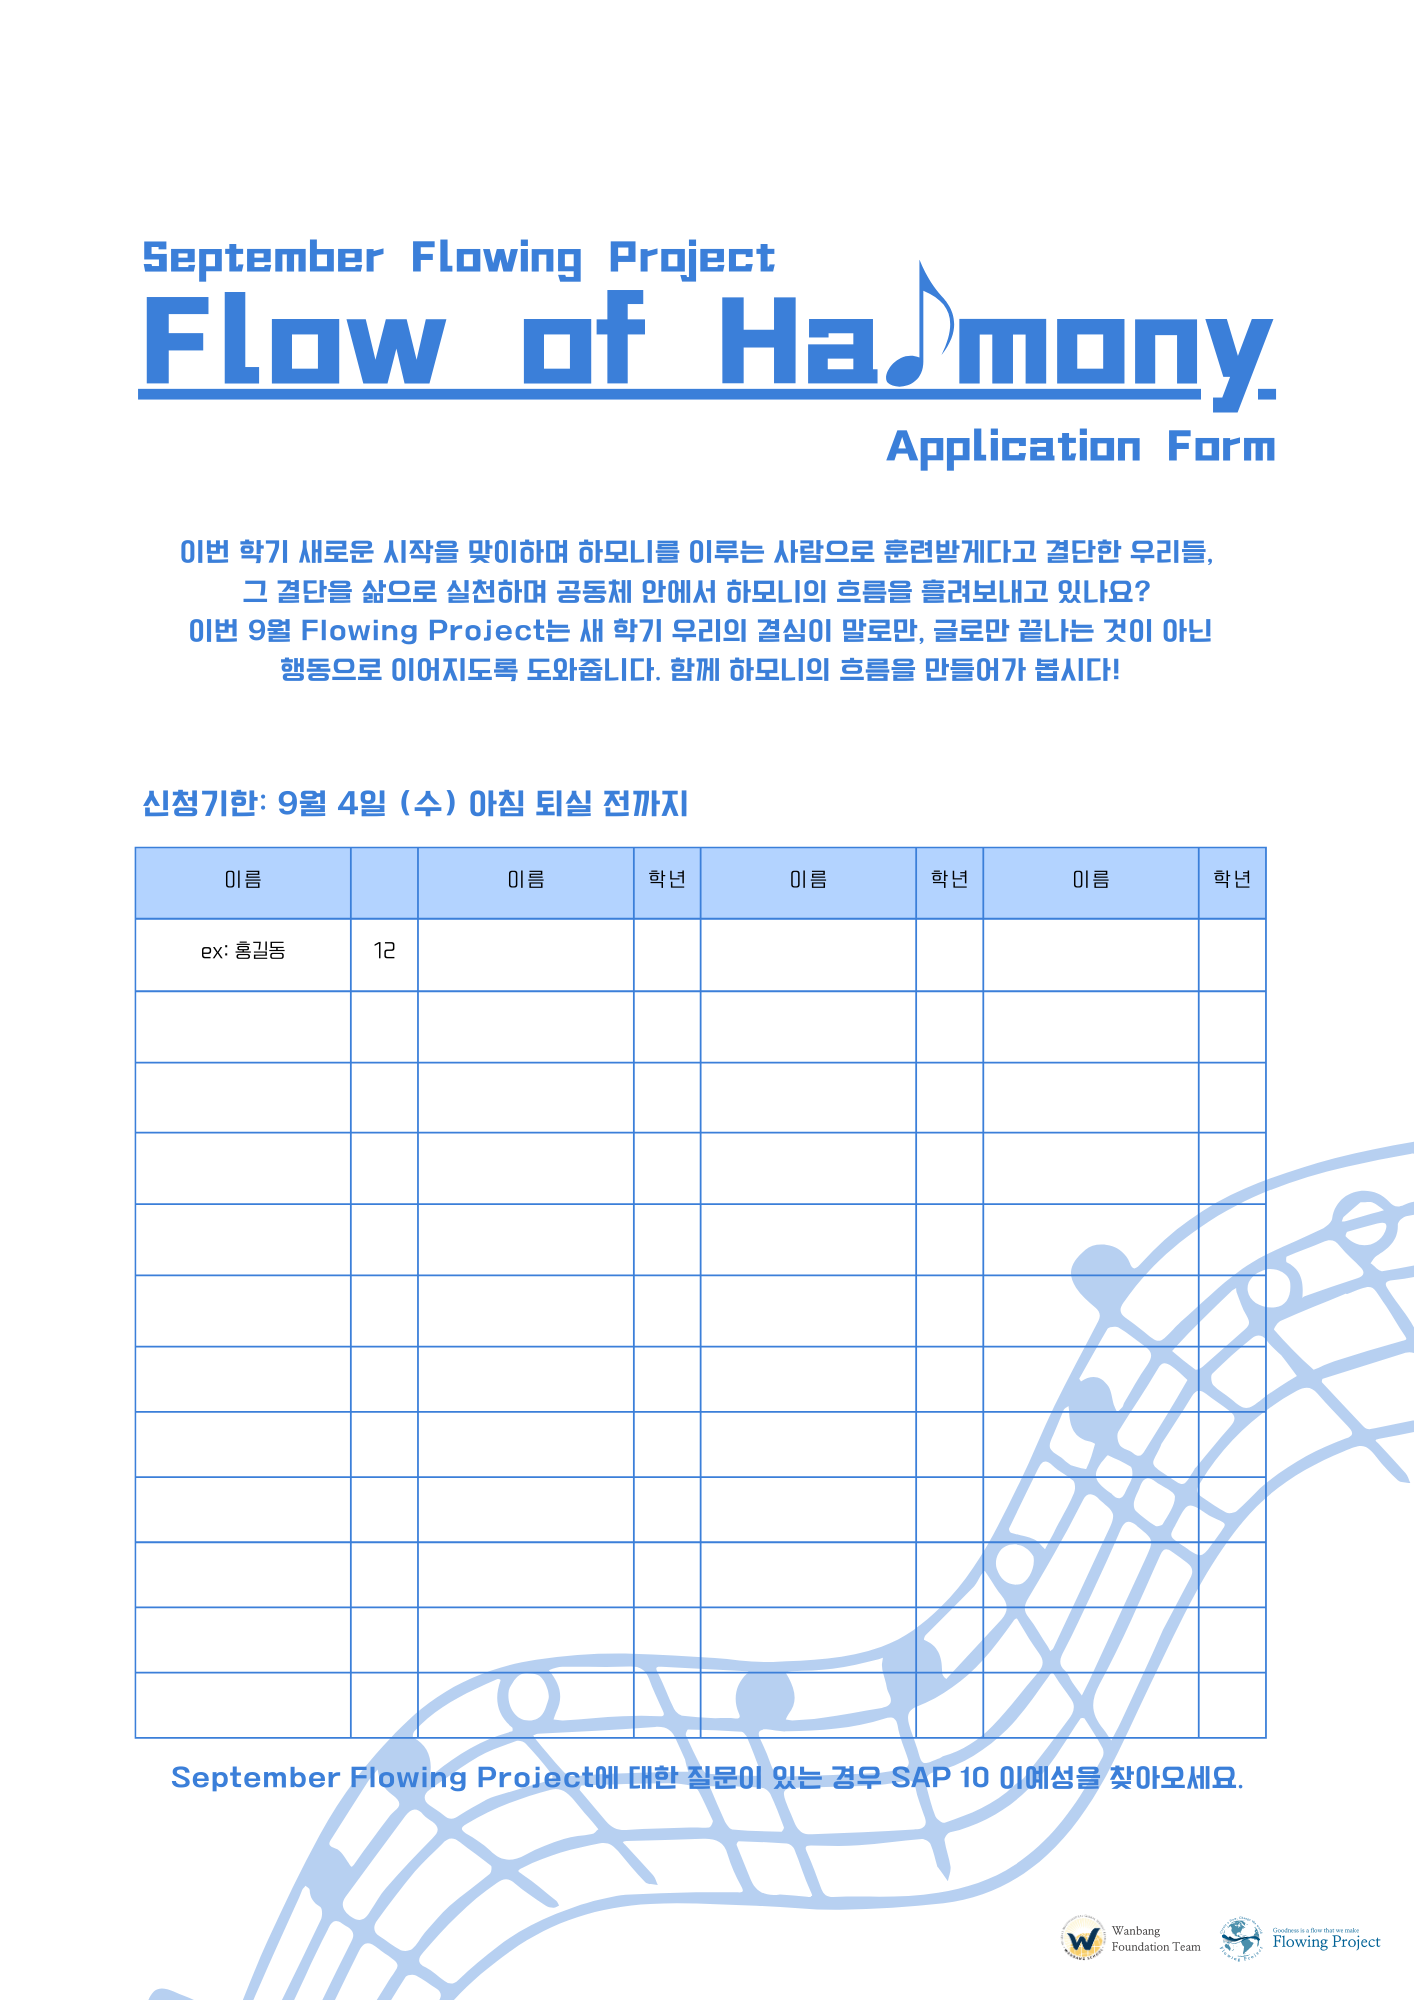 September Flowing Project
Flow of Ha♪mony
Application Form
이번 학기 새로운 시작을 맞이하며 하모니를 이루는 사람으로 훈련받게다고 결단한 우리들,
그 결단을 삶으로 실천하며 공동체 안에서 하모니의 흐름을 흘려보내고 있나요?
이번 9월 Flowing Project는 새 학기 우리의 결심이 말로만, 글로만 끝나는 것이 아닌
행동으로 이어지도록 도와줍니다. 함께 하모니의 흐름을 만들어가 봅시다!
신청기한: 9월 4일 (수) 아침 퇴실 전까지
이름 이름 학년 이름 학년 이름 학년
ex: 홍길동 12
September Flowing Project에 대한 질문이 있는 경우 SAP 10 이예성을 찾아오세요.
W
Wanbang
Foundation Team
Goodness is a flow that we make
Flowing Project